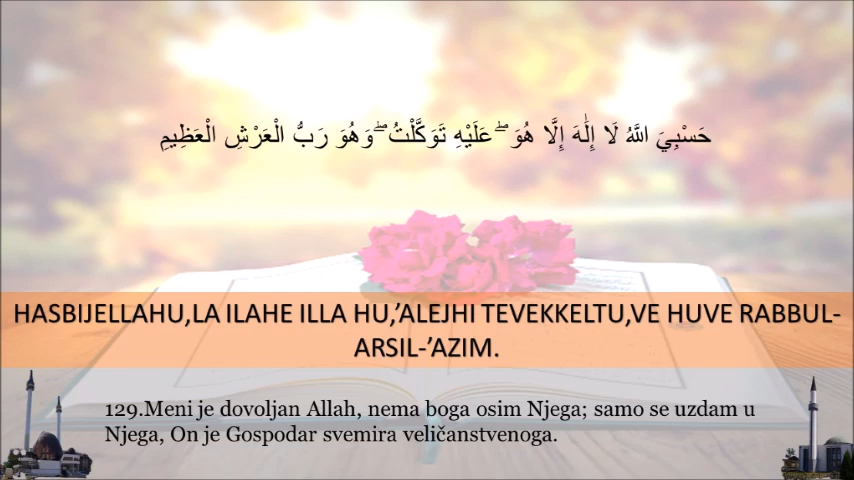 حَسْبِيَ اللَّهُ لَا إِلَٰهَ إِلَّا هُوَ ۖ عَلَيْهِ تَوَكَّلْتُ ۖ وَهُوَ رَبُّ الْعَرْشِ الْعَظِيمِ
HASBIJELLAHU,LA ILAHE ILLA HU,’ALEJHI TEVEKKELTU,VE HUVE RABBUL-
ARSIL-’AZIM.
129.Meni je dovoljan Allah, nema boga osim Njega; samo se uzdam u
Njega, On je Gospodar svemira veličanstvenoga.